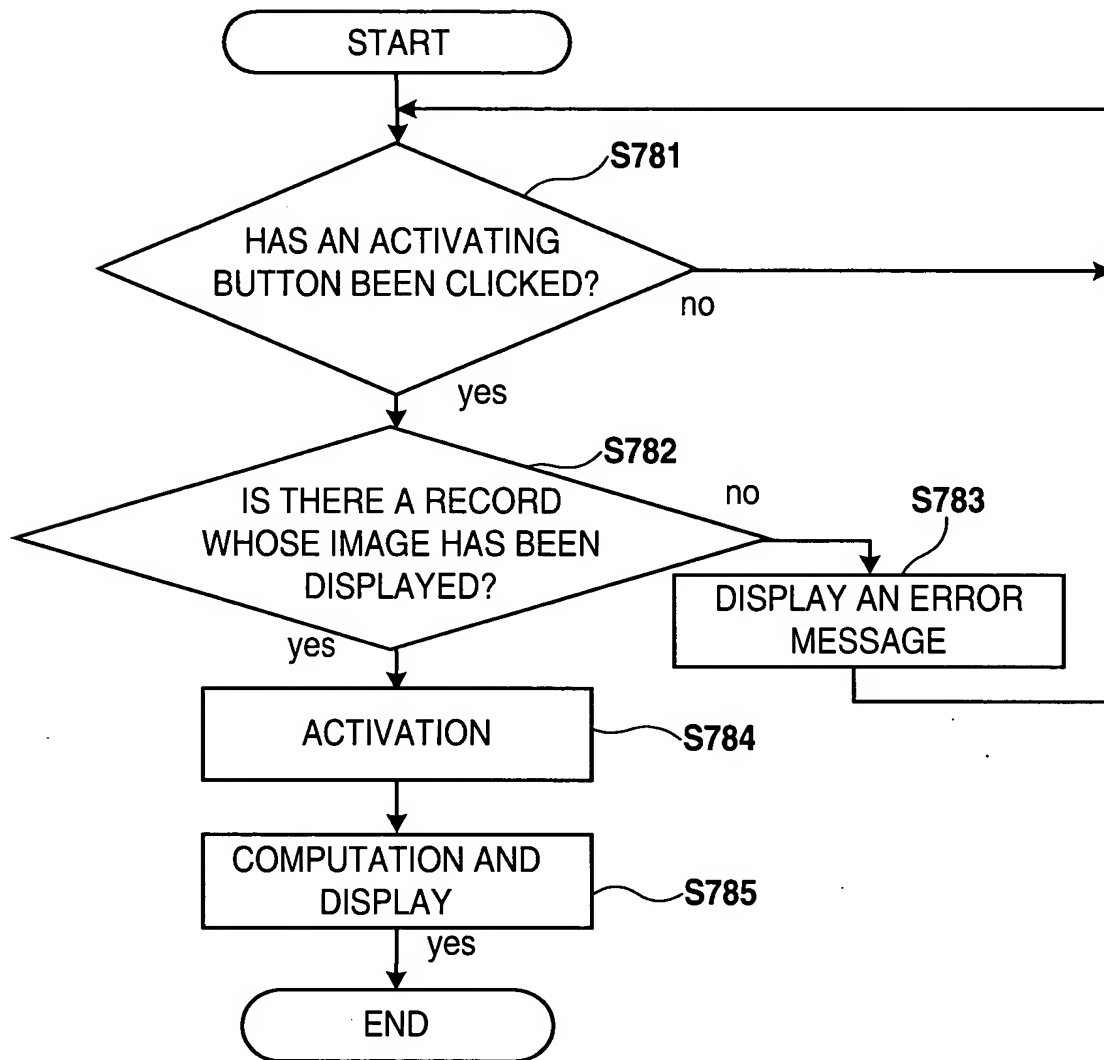 START
S781
HAS AN ACTIVATING
BUTTON BEEN CLICKED?
no
yes
S782
IS THERE A RECORD
WHOSE IMAGE HAS BEEN
DISPLAYED?
no
S783
DISPLAY AN ERROR
MESSAGE
yes
ACTIVATION
S784
COMPUTATION AND
DISPLAY
S785
yes
END